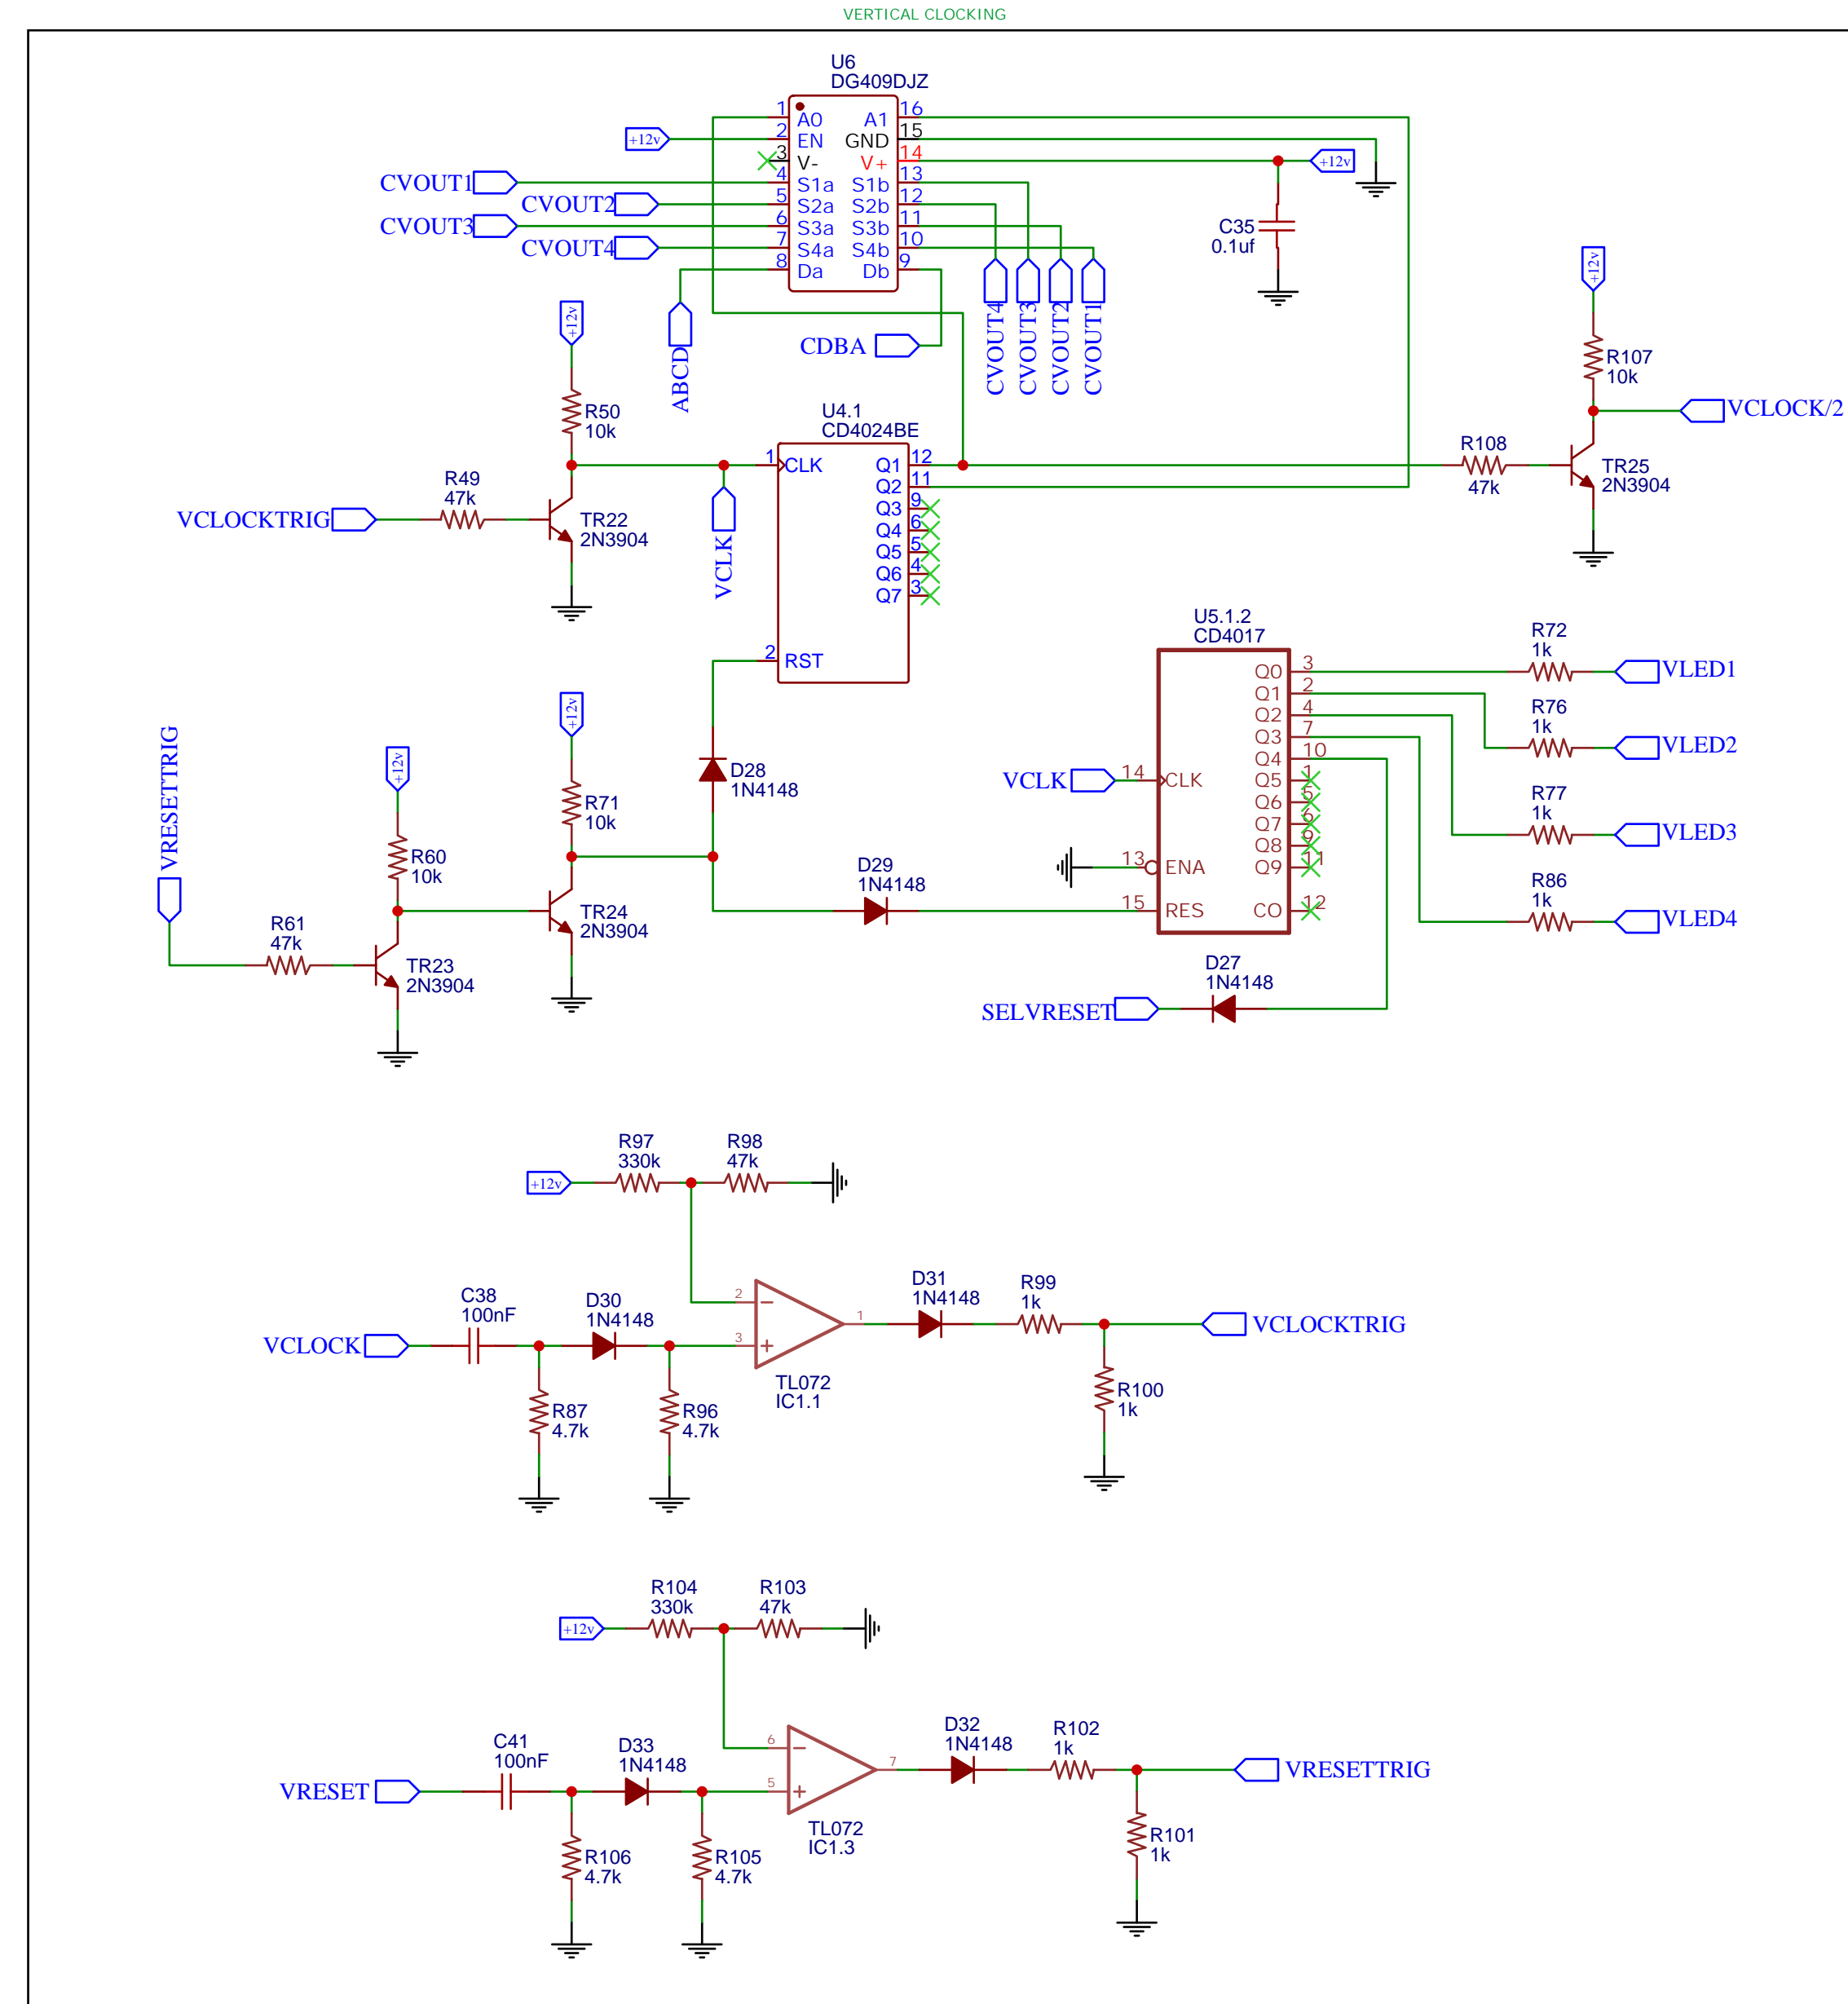 VERTICAL CLOCKING
U6
DG409DJZ
1 A0 A1 16
+12v 2 EN GND 15
3 V- V+ 14 +12v
CVOUT1 4 S1a S1b 13
CVOUT2 5 S2a S2b 12
CVOUT3 6 S3a S3b 11
CVOUT4 7 S4a S4b 10
8 Da Db 9
C35
0.1uf
ABCD
CDBA
CVOUT4
CVOUT3
CVOUT2
CVOUT1
+12v
R107
10k
VCLOCK/2
R108
47k
TR25
2N3904
+12v
R50
10k
R49
47k
VCLOCKTRIG
TR22
2N3904
VCLK
U4.1
CD4024BE
1 CLK Q1 12
Q2 11
Q3 9
Q4 6
Q5 5
Q6 4
Q7 3
2 RST
VRESETTRIG
+12v
R60
10k
R61
47k
TR23
2N3904
+12v
R71
10k
TR24
2N3904
D28
1N4148
D29
1N4148
U5.1.2
CD4017
Q0 3
Q1 2
Q2 4
Q3 7
Q4 10
VCLK 14 CLK Q5 1
Q6 5
Q7 6
Q8 9
13 ENA Q9 11
15 RES CO 12
R72
1k
VLED1
R76
1k
VLED2
R77
1k
VLED3
R86
1k
VLED4
D27
1N4148
SELVRESET
R97
330k
R98
47k
+12v
C38
100nF
D30
1N4148
VCLOCK
2
3
1
TL072
IC1.1
D31
1N4148
R99
1k
VCLOCKTRIG
R87
4.7k
R96
4.7k
R100
1k
R104
330k
R103
47k
+12v
C41
100nF
D33
1N4148
VRESET
6
5
7
TL072
IC1.3
D32
1N4148
R102
1k
VRESETTRIG
R106
4.7k
R105
4.7k
R101
1k